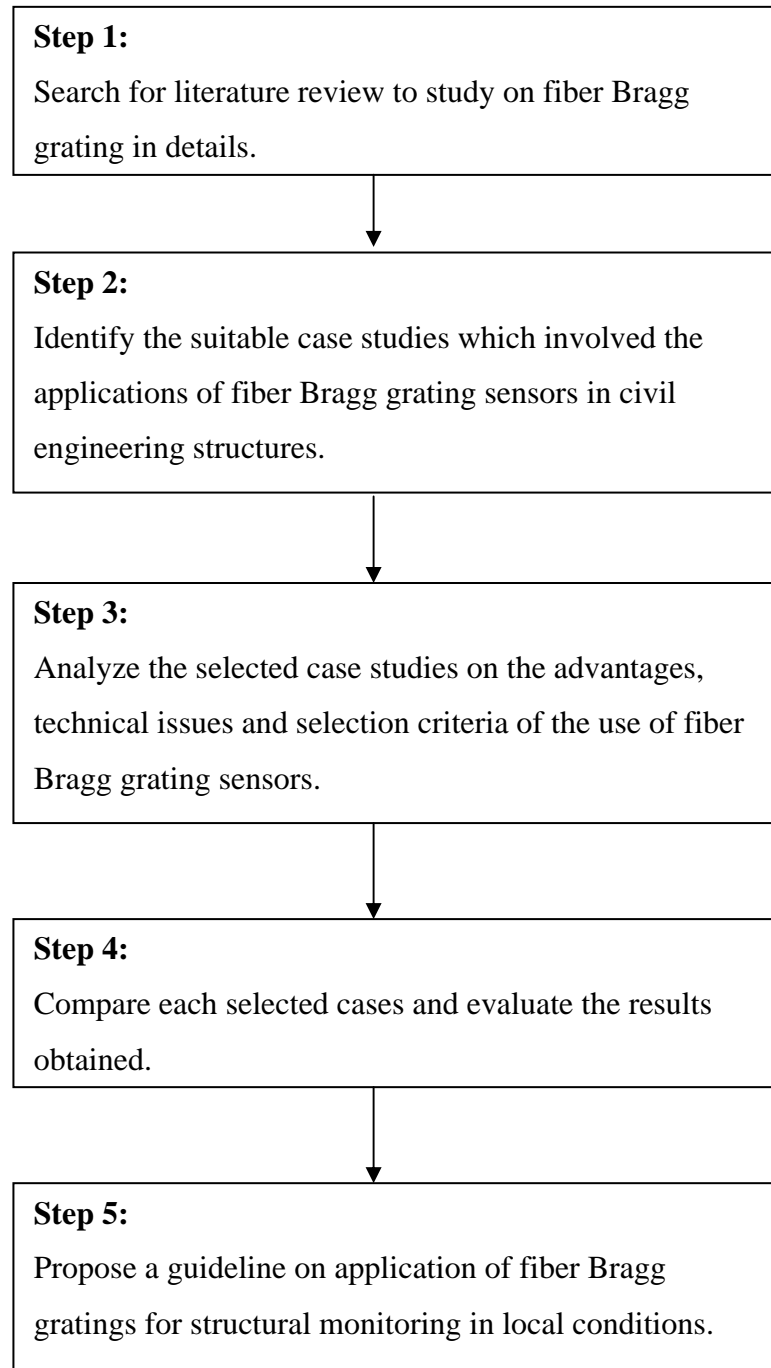 Step 1:
Search for literature review to study on fiber Bragg
grating in details.
Step 2:
Identify the suitable case studies which involved the
applications of fiber Bragg grating sensors in civil
engineering structures.
Step 3:
Analyze the selected case studies on the advantages,
technical issues and selection criteria of the use of fiber
Bragg grating sensors.
Step 4:
Compare each selected cases and evaluate the results
obtained.
Step 5:
Propose a guideline on application of fiber Bragg
gratings for structural monitoring in local conditions.